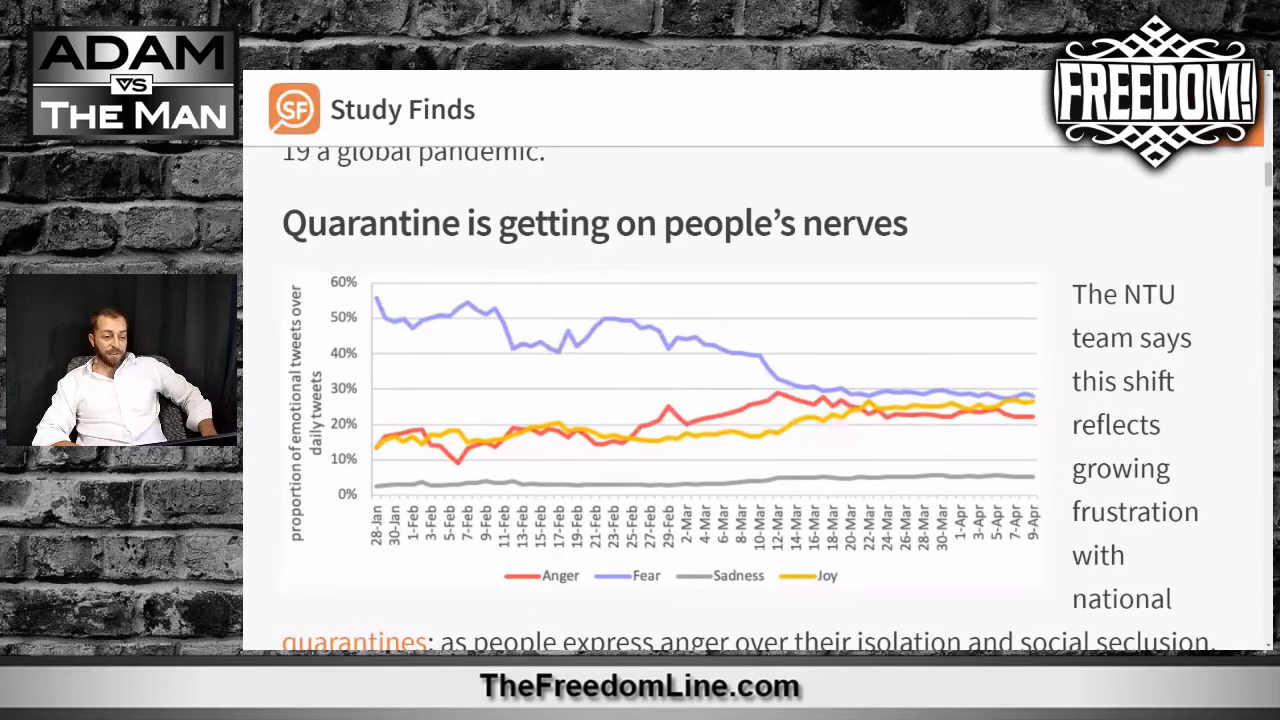 ADAM
VS
THE MAN
FREEDOM!
SF Study Finds
19 a global pandemic.
Quarantine is getting on people's nerves
proportion of emotional tweets over
daily tweets
60%
50%
40%
30%
20%
10%
0%
28-Jan
30-Jan
1-Feb
3-Feb
5-Feb
7-Feb
9-Feb
11-Feb
13-Feb
15-Feb
17-Feb
19-Feb
21-Feb
23-Feb
25-Feb
27-Feb
29-Feb
2-Mar
4-Mar
6-Mar
8-Mar
10-Mar
12-Mar
14-Mar
16-Mar
18-Mar
20-Mar
22-Mar
24-Mar
26-Mar
28-Mar
30-Mar
1-Apr
3-Apr
5-Apr
7-Apr
9-Apr
Anger Fear Sadness Joy
The NTU
team says
this shift
reflects
growing
frustration
with
national
quarantines; as people express anger over their isolation and social seclusion.
TheFreedomLine.com